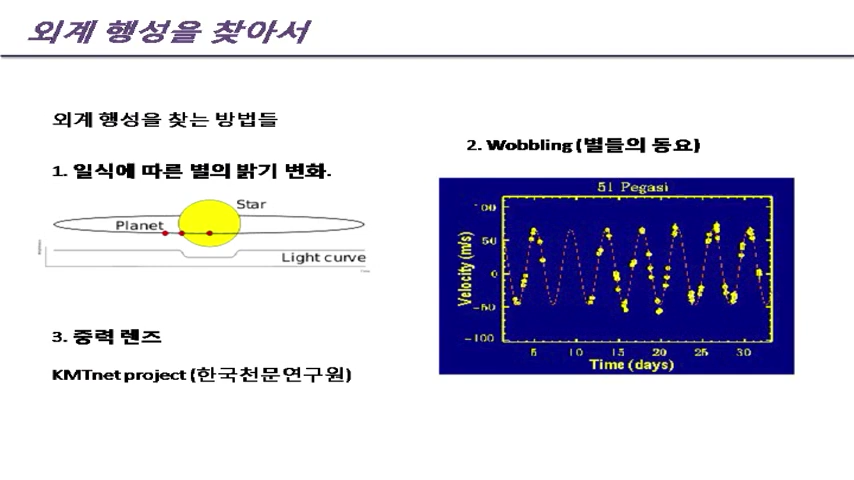 외계 행성을 찾아서
외계 행성을 찾는 방법들
1. 일식에 따른 별의 밝기 변화.
Star
Planet
Light curve
3. 중력 렌즈
KMTnet project (한국천문연구원)
2. Wobbling (별들의 동요)
51 Pegasi
Velocity (m/s)
100
50
0
-50
-100
5 10 15 20 25 30
Time (days)